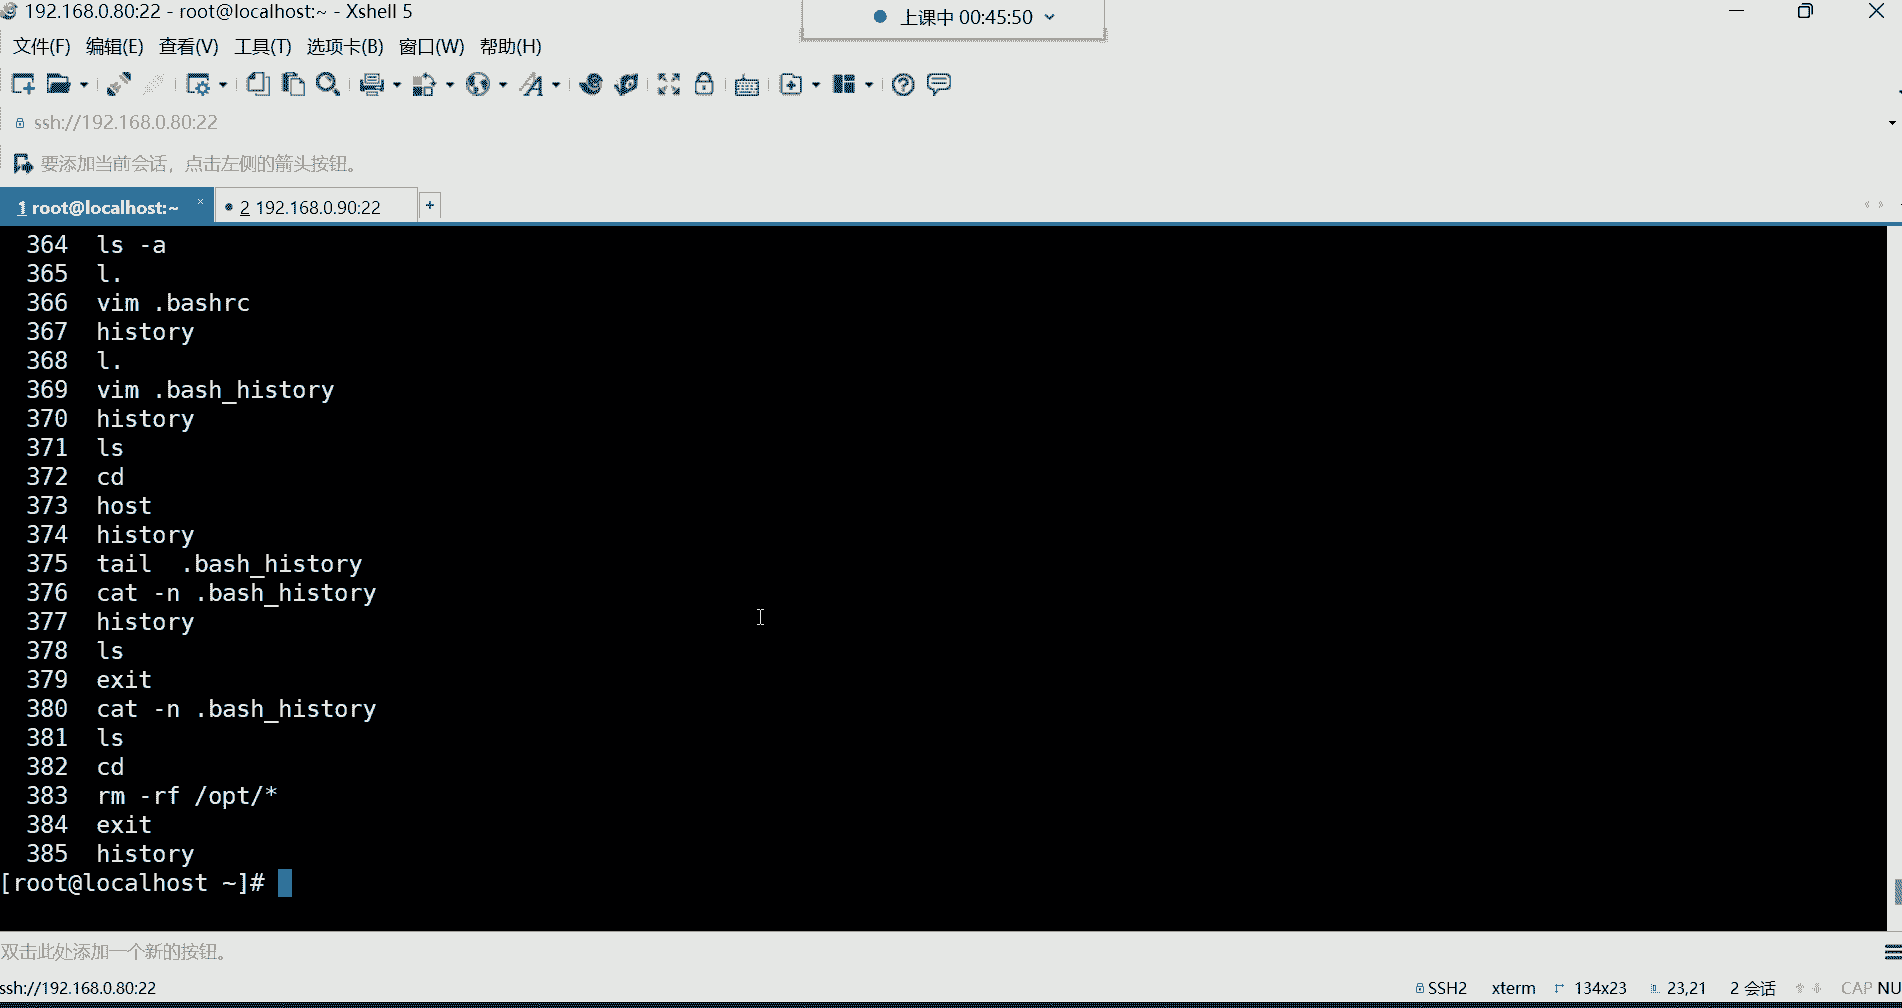 192.168.0.80:22 - root@localhost:~ - Xshell 5
上课中 00:45:50
文件(F) 编辑(E) 查看(V) 工具(T) 选项卡(B) 窗口(W) 帮助(H)
ssh://192.168.0.80:22
要添加当前会话，点击左侧的箭头按钮。
1 root@localhost:~ × 2 192.168.0.90:22 +
364 ls -a
365 l.
366 vim .bashrc
367 history
368 l.
369 vim .bash_history
370 history
371 ls
372 cd
373 host
374 history
375 tail  .bash_history
376 cat -n .bash_history
377 history
378 ls
379 exit
380 cat -n .bash_history
381 ls
382 cd
383 rm -rf /opt/*
384 exit
385 history
[root@localhost ~]#
双击此处添加一个新的按钮。
ssh://192.168.0.80:22 SSH2 xterm 134x23 23,21 2 会话 CAP NU